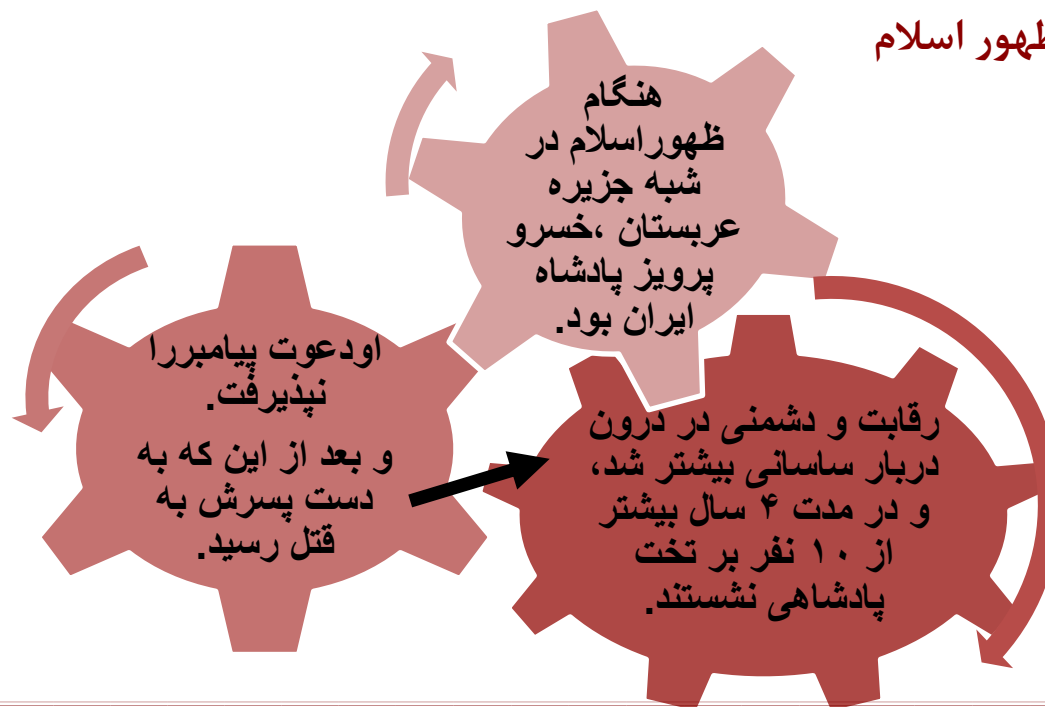 ظهور اسلام
هنگام
ظهوراسلام در
شبه جزیره
عربستان ،خسرو
پرویز پادشاه
ایران بود.
اودعوت پیامبررا
نپذیرفت.
و بعد از این که به
دست پسرش به
قتل رسید.
رقابت و دشمنی در درون
دربار ساسانی بیشتر شد،
و در مدت ۴ سال بیشتر
از ۱۰ نفر بر تخت
پادشاهی نشستند.